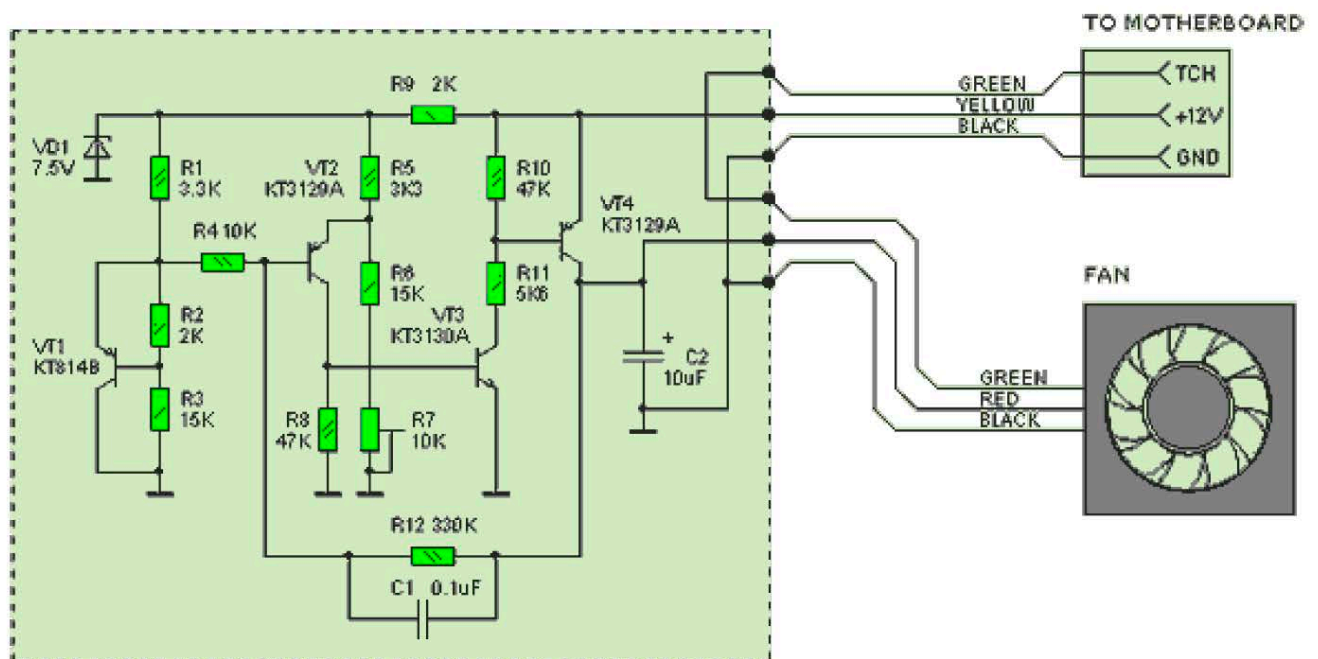 TO MOTHERBOARD
GREEN
TCH
YELLOW
+12V
BLACK
GND
R9 2K
VD1
7.5V
R1
3.3K
VT2
KT3129A
R5
3K3
R10
47K
VT4
KT3129A
R4 10K
R6
15K
R11
5K6
FAN
R2
2K
VT3
KT3130A
VT1
KT814B
+
C2
10uF
R3
15K
R8
47K
R7
10K
GREEN
RED
BLACK
R12 330K
C1 0.1uF